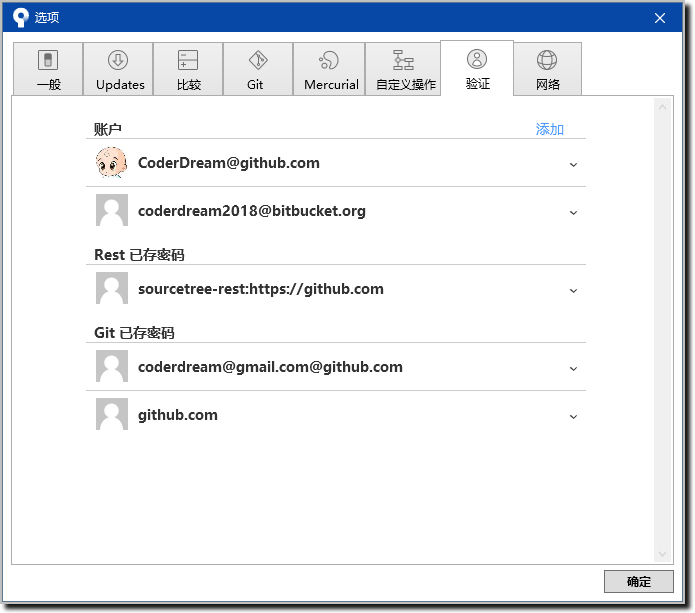 选项
一般 Updates 比较 Git Mercurial 自定义操作 验证 网络
账户 添加
CoderDream@github.com
coderdream2018@bitbucket.org
Rest 已存密码
sourcetree-rest:https://github.com
Git 已存密码
coderdream@gmail.com@github.com
github.com
确定